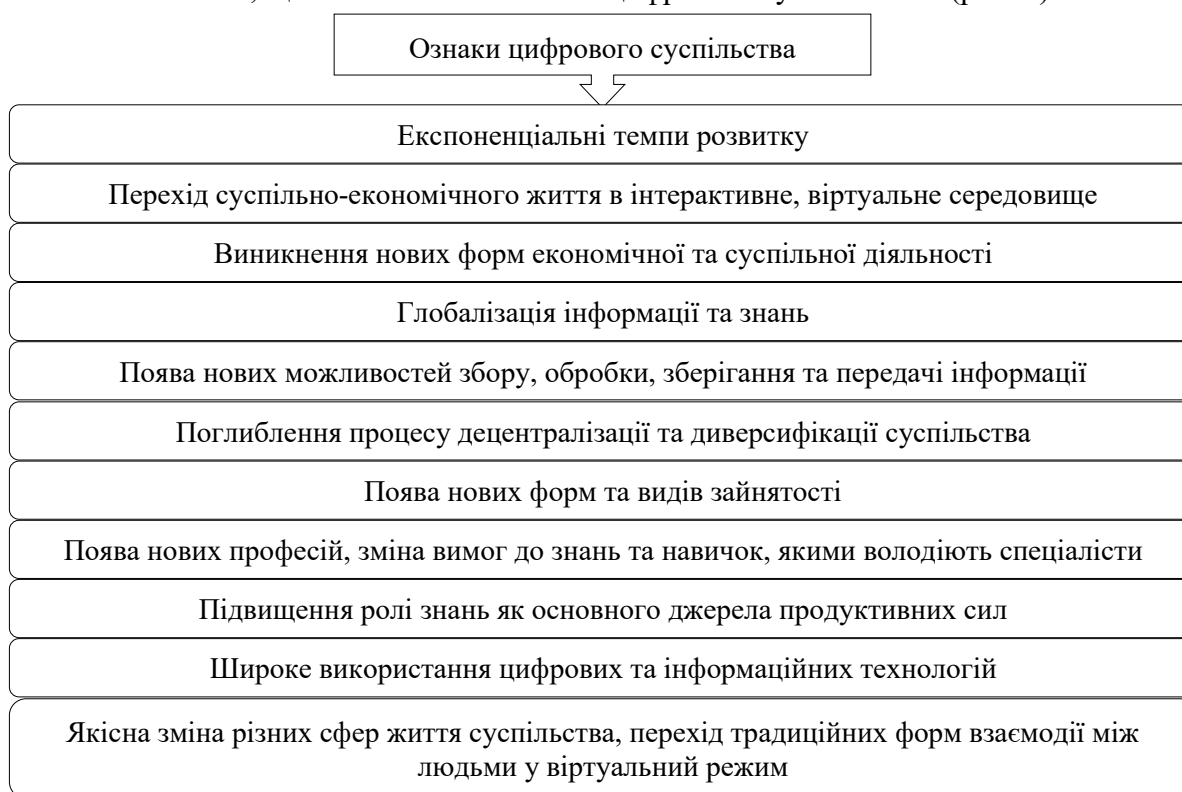 Ознаки цифрового суспільства
Експоненціальні темпи розвитку
Перехід суспільно-економічного життя в інтерактивне, віртуальне середовище
Виникнення нових форм економічної та суспільної діяльності
Глобалізація інформації та знань
Поява нових можливостей збору, обробки, зберігання та передачі інформації
Поглиблення процесу децентралізації та диверсифікації суспільства
Поява нових форм та видів зайнятості
Поява нових професій, зміна вимог до знань та навичок, якими володіють спеціалісти
Підвищення ролі знань як основного джерела продуктивних сил
Широке використання цифрових та інформаційних технологій
Якісна зміна різних сфер життя суспільства, перехід традиційних форм взаємодії між
людьми у віртуальний режим